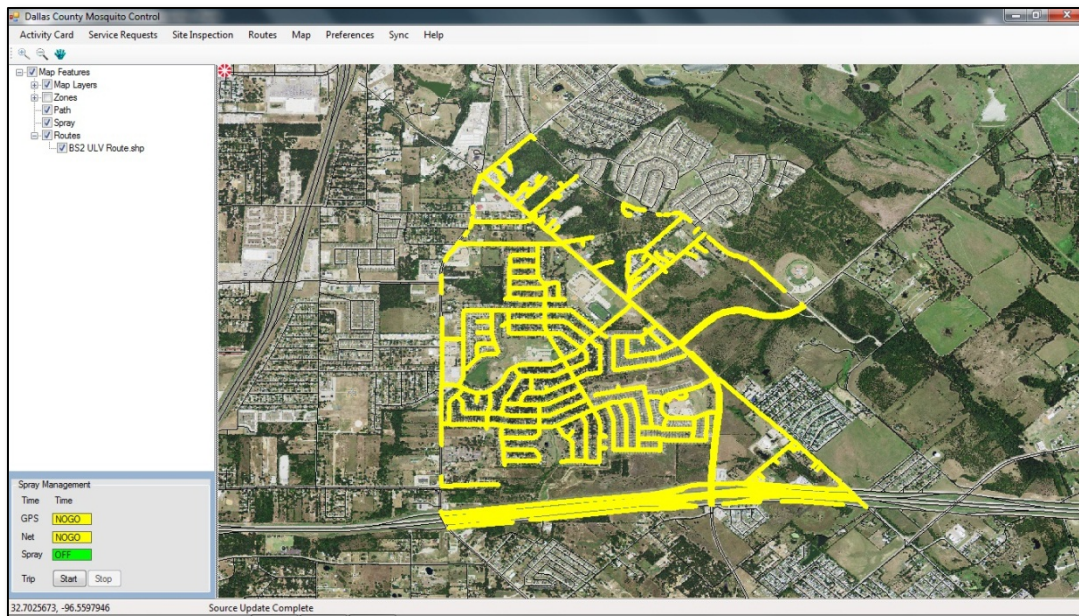 Dallas County Mosquito Control
Activity Card Service Requests Site Inspection Routes Map Preferences Sync Help
Map Features
Map Layers
Zones
Path
Spray
Routes
BS2 ULV Route.shp
Spray Management
Time Time
GPS NOGO
Net NOGO
Spray OFF
Trip Start Stop
32.7025673, -96.5597946 Source Update Complete